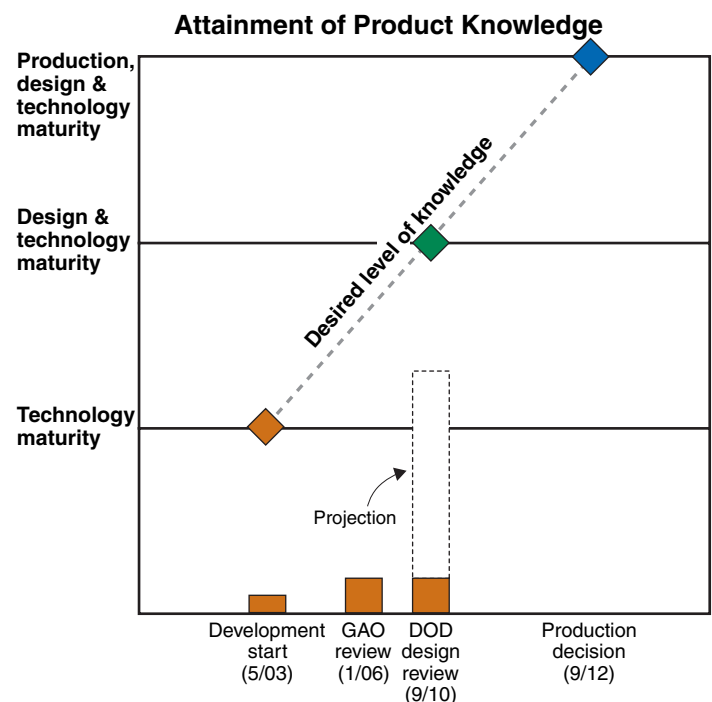 Attainment of Product Knowledge
Production,
design &
technology
maturity
Design &
technology
maturity
Technology
maturity
Desired level of knowledge
Projection
Development
start
(5/03)
GAO
review
(1/06)
DOD
design
review
(9/10)
Production
decision
(9/12)